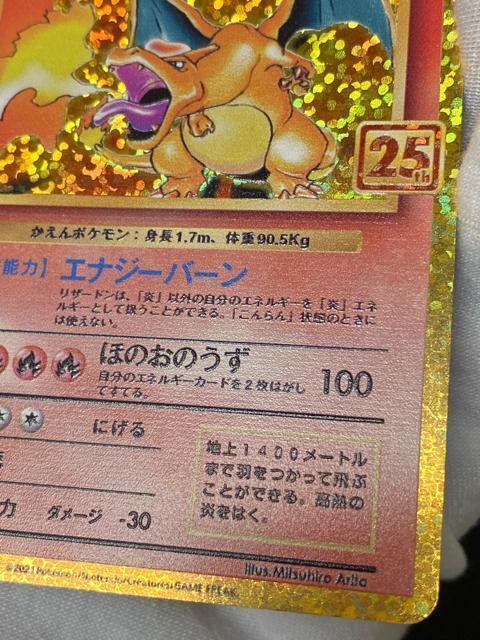 25th
かえんポケモン：身長1.7m、体重90.5Kg
能力】エナジーバーン
リザードンは、「炎」以外の自分のエネルギーを「炎」エネ
ルギーとして扱うことができる。「こんらん」状態のときに
は使えない。
ほのおのうず 100
自分のエネルギーカードを2枚はがし
てすてる。
にげる
力 ダメージ -30
地上1400メートル
まで羽をつかって飛ぶ
ことができる。高熱の
炎をはく。
Illus.Mitsuhiro Arita
©2021 Pokémon/Nintendo/Creatures/GAME FREAK.